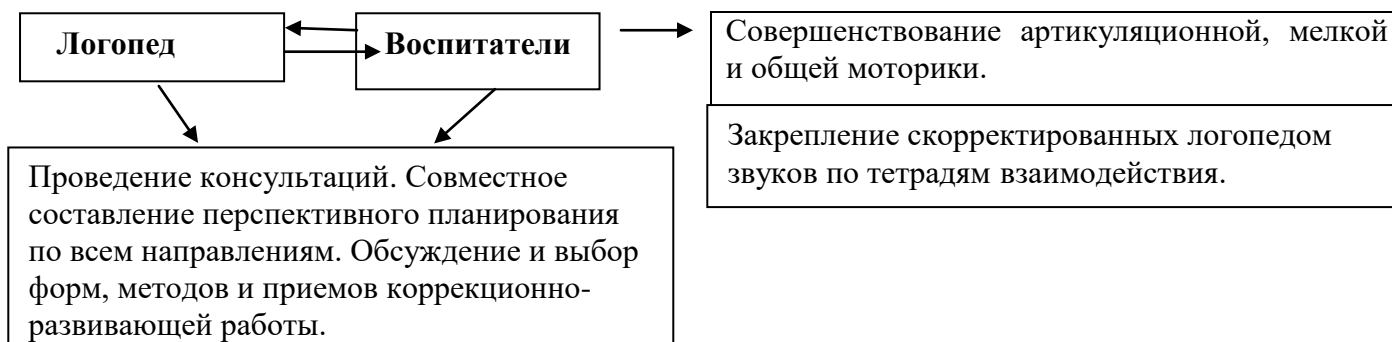 Логопед
Воспитатели
Совершенствование артикуляционной, мелкой
и общей моторики.
Закрепление скорректированных логопедом
звуков по тетрадям взаимодействия.
Проведение консультаций. Совместное
составление перспективного планирования
по всем направлениям. Обсуждение и выбор
форм, методов и приемов коррекционно-
развивающей работы.